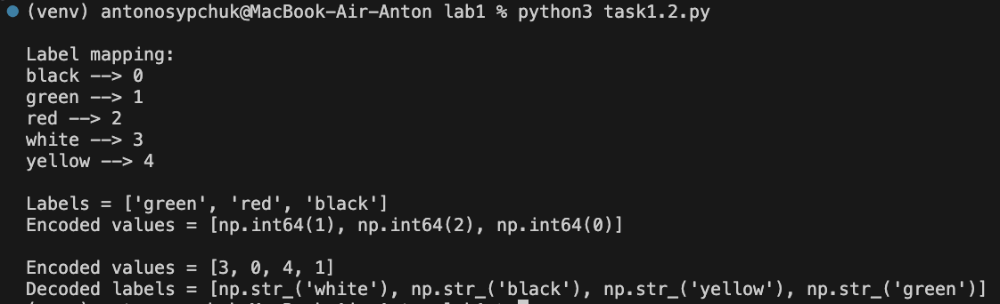 (venv) antonosypchuk@MacBook-Air-Anton lab1 % python3 task1.2.py
Label mapping:
black --> 0
green --> 1
red --> 2
white --> 3
yellow --> 4
Labels = ['green', 'red', 'black']
Encoded values = [np.int64(1), np.int64(2), np.int64(0)]
Encoded values = [3, 0, 4, 1]
Decoded labels = [np.str_('white'), np.str_('black'), np.str_('yellow'), np.str_('green')]